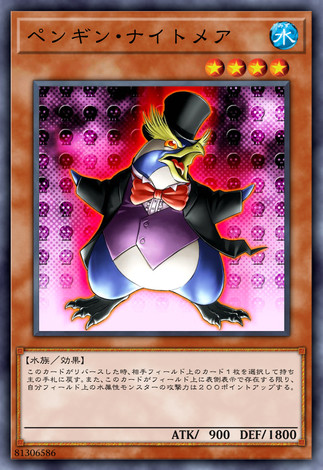 ペンギン・ナイトメア
水
【水族／効果】
このカードがリバースした時、相手フィールド上のカード１枚を選択して持ち
主の手札に戻す。また、このカードがフィールド上に表側表示で存在する限り、
自分フィールド上の水属性モンスターの攻撃力は２００ポイントアップする。
ATK/ 900 DEF/1800
81306586